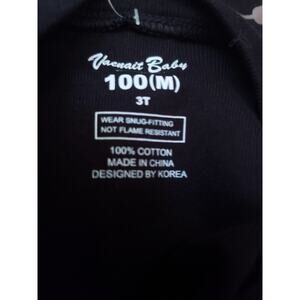 Vaenait Baby
100(M)
3T
WEAR SNUG-FITTING
NOT FLAME RESISTANT
100% COTTON
MADE IN CHINA
DESIGNED BY KOREA